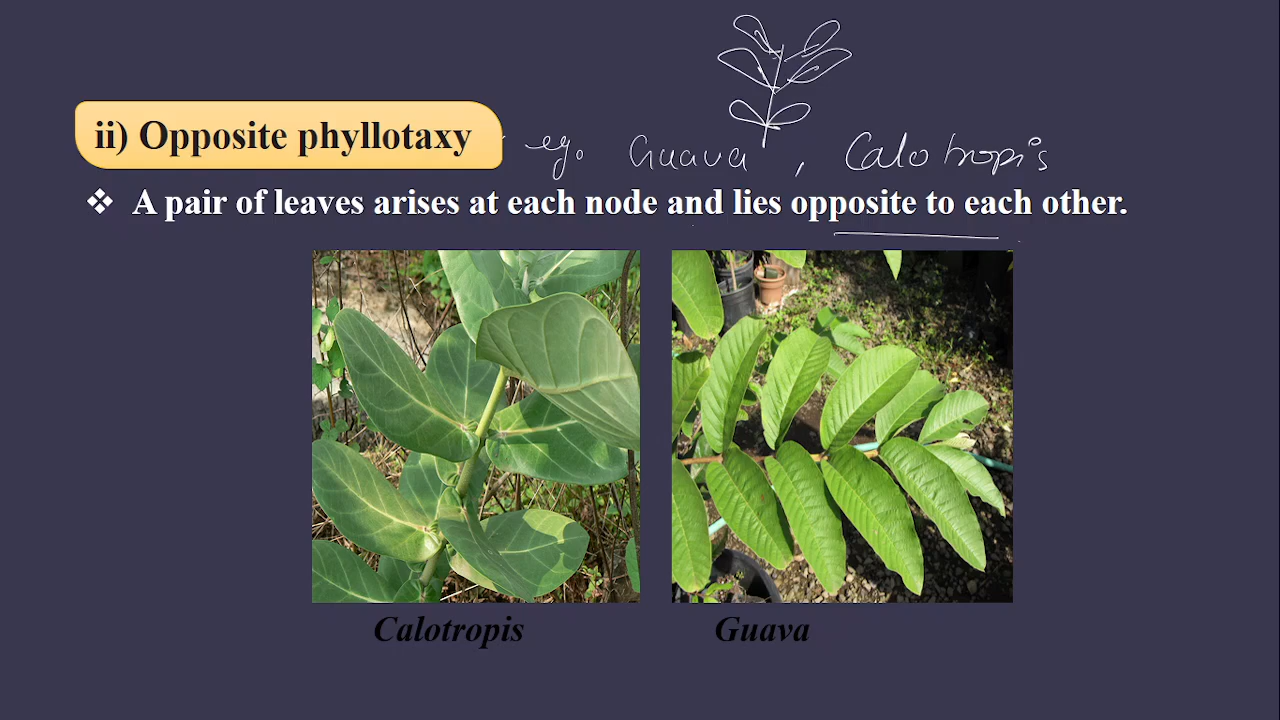 ii) Opposite phyllotaxy eg. Guava , Calotropis
❖ A pair of leaves arises at each node and lies opposite to each other.
Calotropis Guava